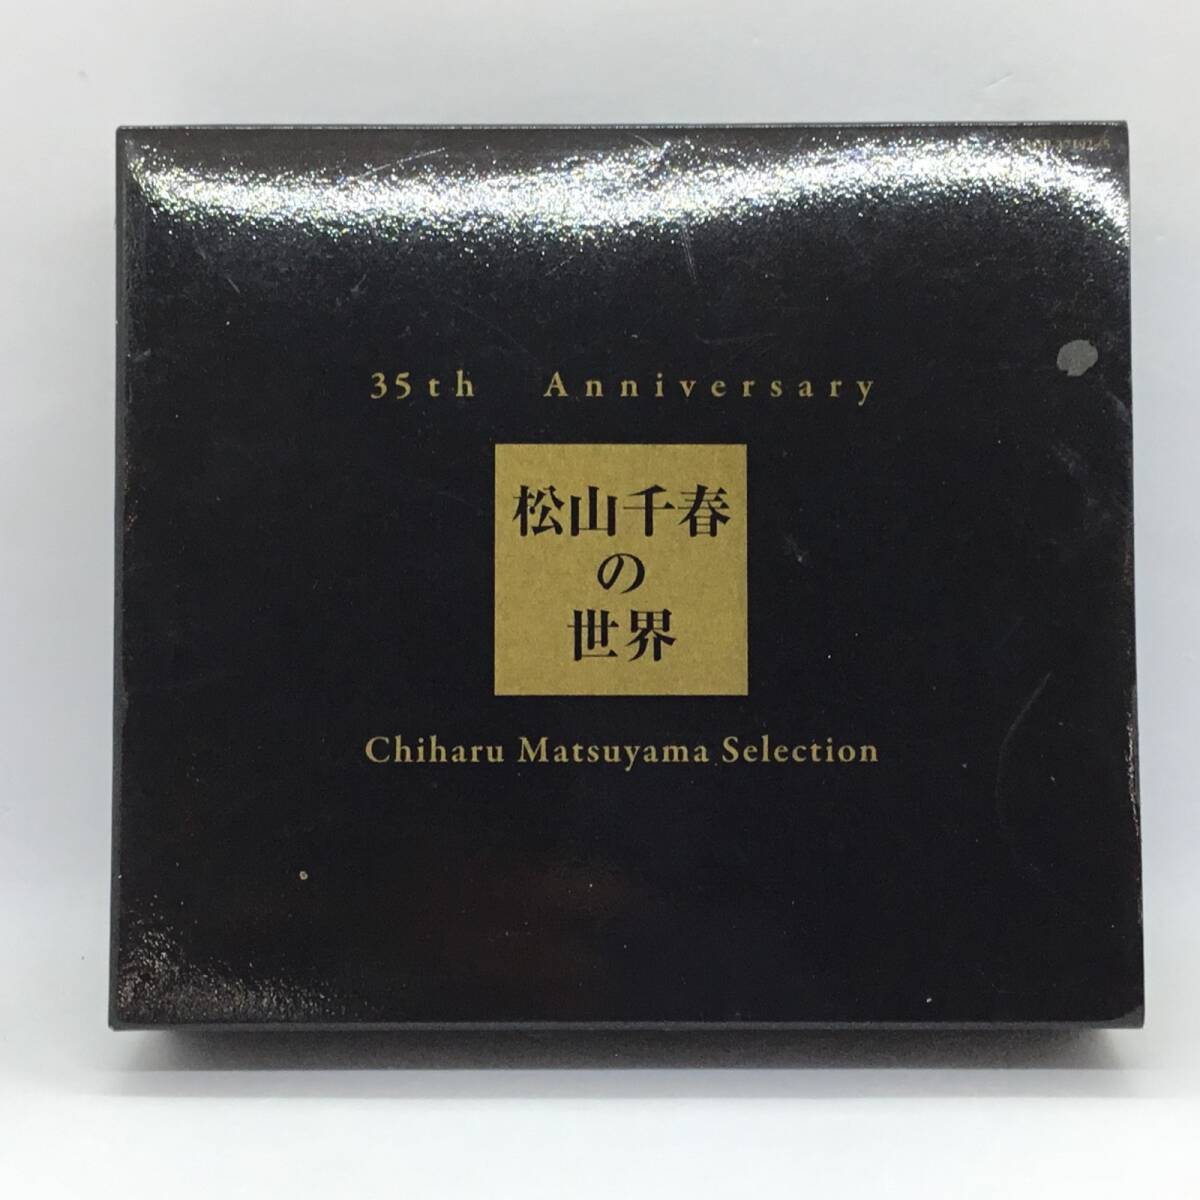 35th Anniversary
松山千春
の
世界
Chiharu Matsuyama Selection